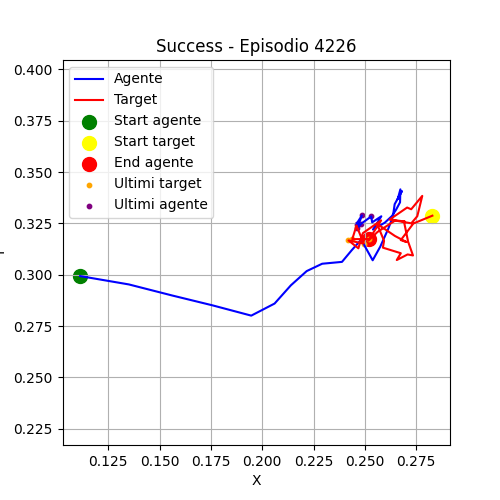 Success - Episodio 4226
0.400
0.375
0.350
0.325
0.300
0.275
0.250
0.225
Agente
Target
Start agente
Start target
End agente
Ultimi target
Ultimi agente
0.125
0.150
0.175
0.200
0.225
0.250
0.275
X